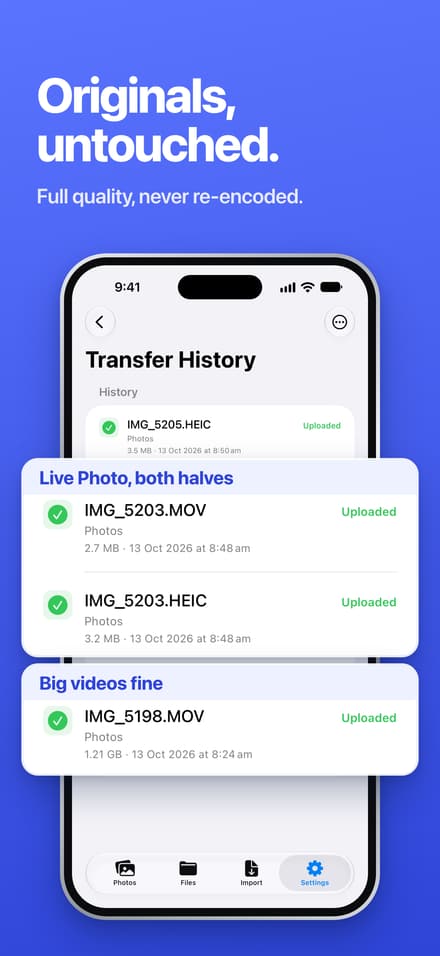 Originals,
untouched.
Full quality, never re-encoded.
9:41
Transfer History
History
IMG_5205.HEIC
Uploaded
Photos
3.5 MB · 13 Oct 2026 at 8:50 am
Live Photo, both halves
IMG_5203.MOV
Uploaded
Photos
2.7 MB · 13 Oct 2026 at 8:48 am
IMG_5203.HEIC
Uploaded
Photos
3.2 MB · 13 Oct 2026 at 8:48 am
Big videos fine
IMG_5198.MOV
Uploaded
Photos
1.21 GB · 13 Oct 2026 at 8:24 am
Photos
Files
Import
Settings